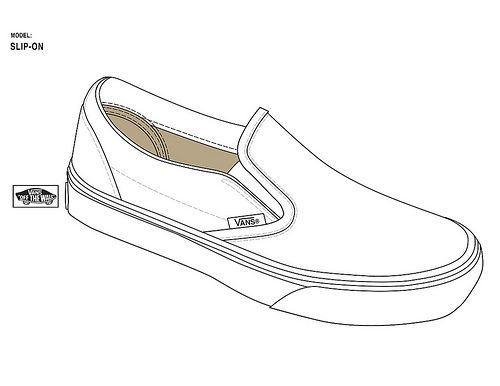 MODEL:
SLIP-ON
VANS
OFF THE WALL
VANS®